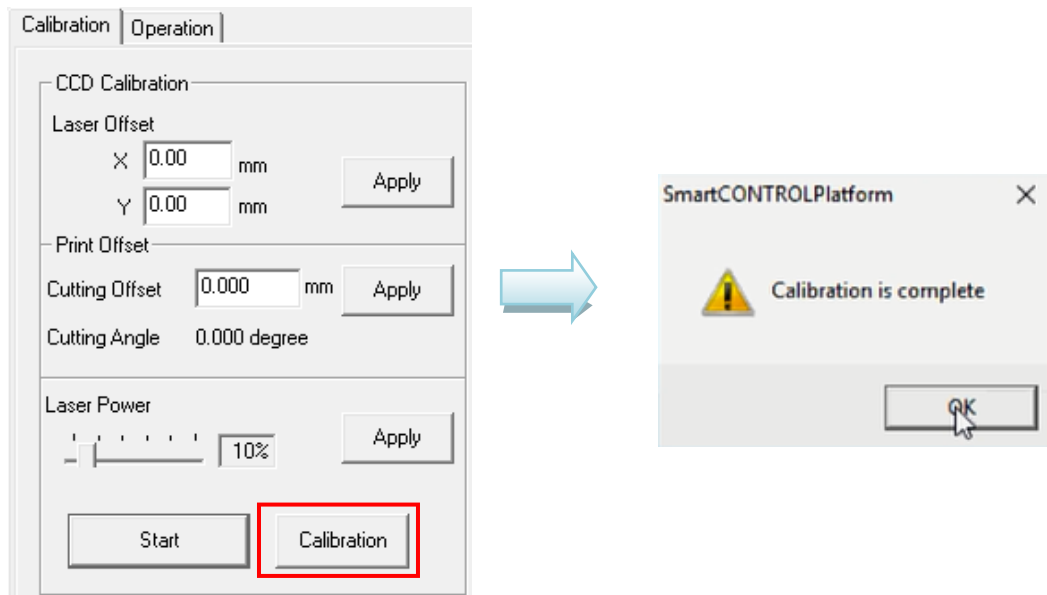 Calibration Operation
CCD Calibration
Laser Offset
X 0.00 mm
Apply
Y 0.00 mm
Print Offset
Cutting Offset 0.000 mm Apply
Cutting Angle 0.000 degree
Laser Power
10% Apply
Start Calibration
SmartCONTROLPlatform
Calibration is complete
OK